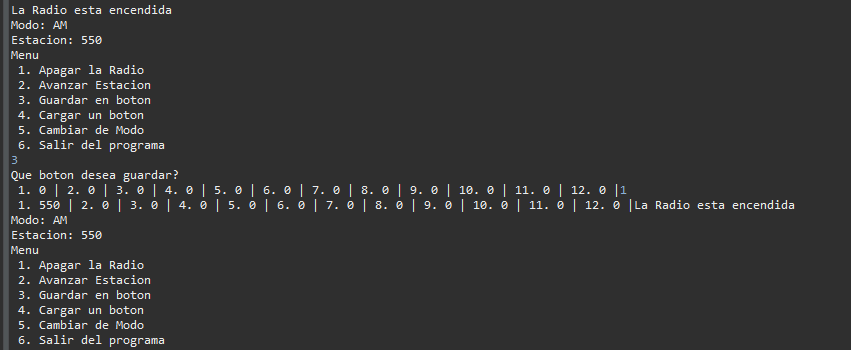 La Radio esta encendida
Modo: AM
Estacion: 550
Menu
1. Apagar la Radio
2. Avanzar Estacion
3. Guardar en boton
4. Cargar un boton
5. Cambiar de Modo
6. Salir del programa
3
Que boton desea guardar?
1. 0 | 2. 0 | 3. 0 | 4. 0 | 5. 0 | 6. 0 | 7. 0 | 8. 0 | 9. 0 | 10. 0 | 11. 0 | 12. 0 |1
1. 550 | 2. 0 | 3. 0 | 4. 0 | 5. 0 | 6. 0 | 7. 0 | 8. 0 | 9. 0 | 10. 0 | 11. 0 | 12. 0 |La Radio esta encendida
Modo: AM
Estacion: 550
Menu
1. Apagar la Radio
2. Avanzar Estacion
3. Guardar en boton
4. Cargar un boton
5. Cambiar de Modo
6. Salir del programa